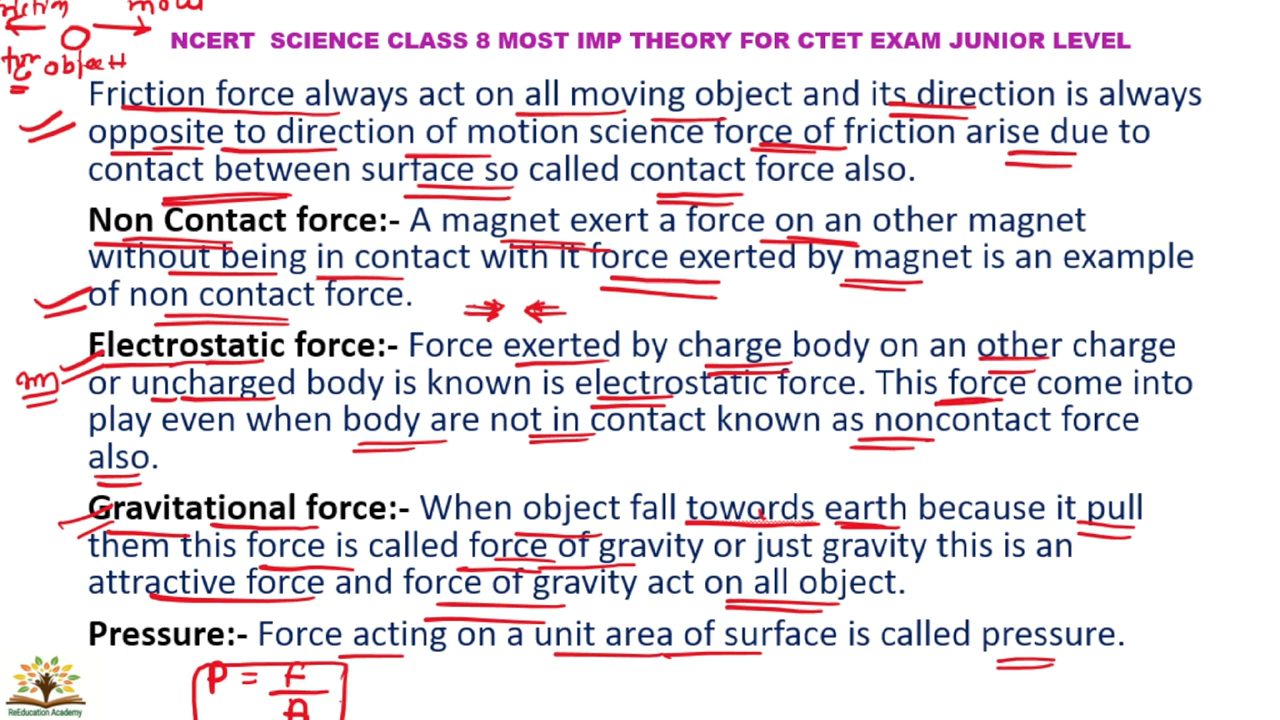 motion
NCERT SCIENCE CLASS 8 MOST IMP THEORY FOR CTET EXAM JUNIOR LEVEL
object
Friction force always act on all moving object and its direction is always
opposite to direction of motion science force of friction arise due to
contact between surface so called contact force also.
Non Contact force:- A magnet exert a force on an other magnet
without being in contact with it force exerted by magnet is an example
of non contact force.
Electrostatic force:- Force exerted by charge body on an other charge
or uncharged body is known is electrostatic force. This force come into
play even when body are not in contact known as noncontact force
also.
Gravitational force:- When object fall towords earth because it pull
them this force is called force of gravity or just gravity this is an
attractive force and force of gravity act on all object.
Pressure:- Force acting on a unit area of surface is called pressure.
P = F
A
ReEducation Academy